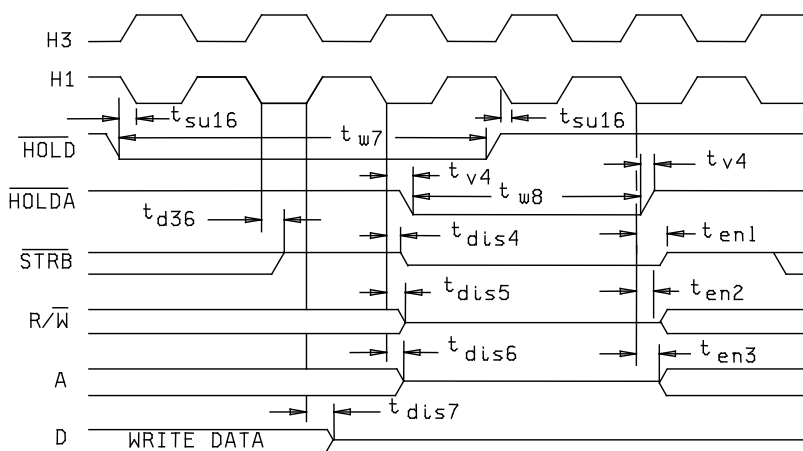 H3
H1
t su16
t su16
t w7
HOLD
t v4
t v4
HOLDA
t w8
t d36
t dis4
t en1
STRB
t dis5
t en2
R/W
t dis6
t en3
A
t dis7
D WRITE DATA